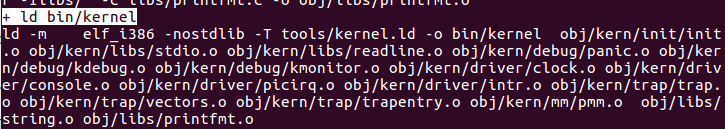 r -Ilibs/ -c libs/printfmt.c -o obj/libs/printfmt.o
+ ld bin/kernel
ld -m    elf_i386 -nostdlib -T tools/kernel.ld -o bin/kernel  obj/kern/init/init
.o obj/kern/libs/stdio.o obj/kern/libs/readline.o obj/kern/debug/panic.o obj/ker
n/debug/kdebug.o obj/kern/debug/kmonitor.o obj/kern/driver/clock.o obj/kern/driv
er/console.o obj/kern/driver/picirq.o obj/kern/driver/intr.o obj/kern/trap/trap.
o obj/kern/trap/vectors.o obj/kern/trap/trapentry.o obj/kern/mm/pmm.o  obj/libs/
string.o obj/libs/printfmt.o